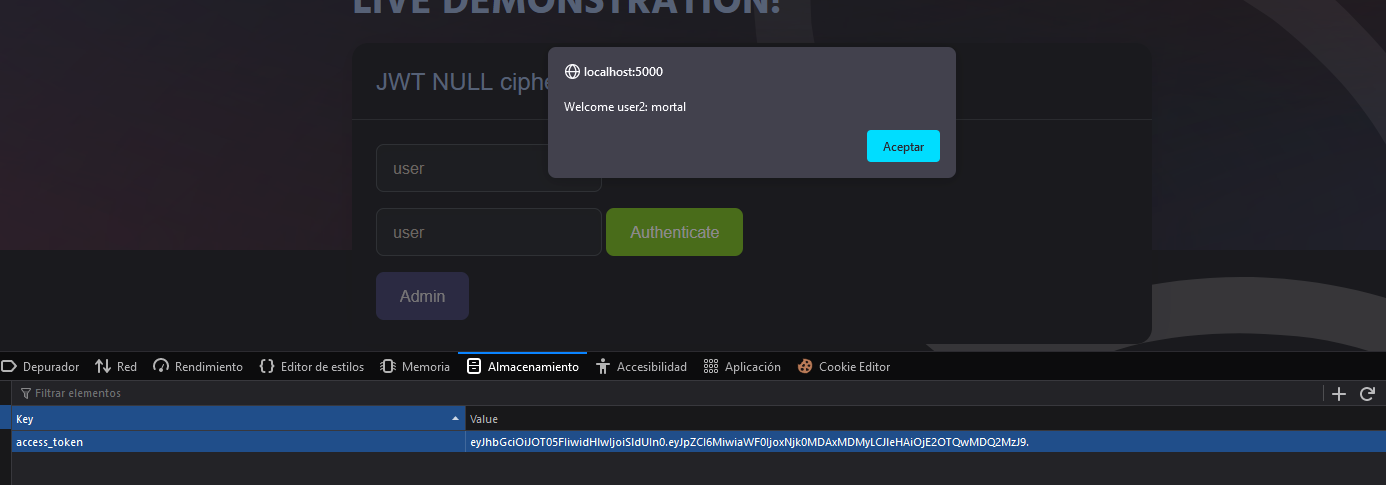 LIVE DEMONSTRATION!
JWT NULL ciphe
localhost:5000
Welcome user2: mortal
Aceptar
user
user
Authenticate
Admin
Depurador Red Rendimiento Editor de estilos Memoria Almacenamiento Accesibilidad Aplicación Cookie Editor
Filtrar elementos
Key Value
access_token eyJhbGciOiJOT05FIiwidHlwIjoiSldUIn0.eyJpZCI6MiwiaWF0IjoxNjk0MDAxMDMyLCJleHAiOjE2OTQwMDQ2MzJ9.